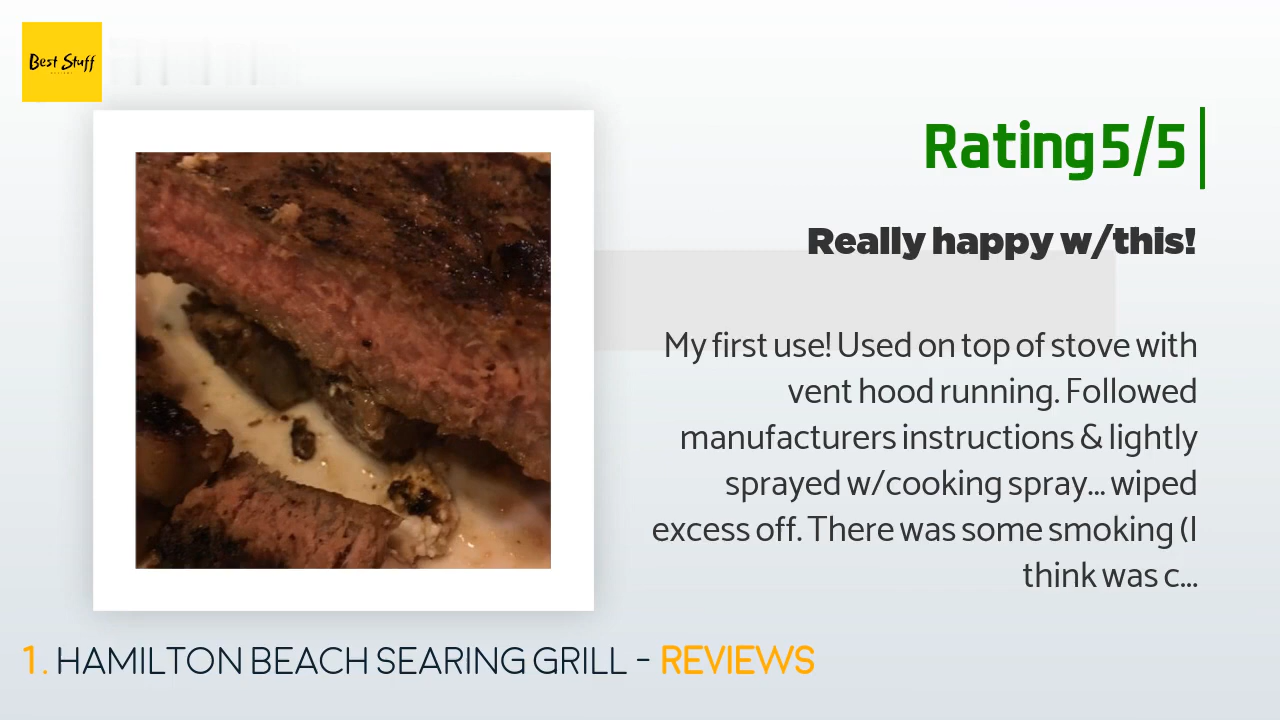 Best Stuff
Rating 5/5
Really happy w/this!
My first use! Used on top of stove with
vent hood running. Followed
manufacturers instructions & lightly
sprayed w/cooking spray... wiped
excess off. There was some smoking (I
think was c...
1. HAMILTON BEACH SEARING GRILL - REVIEWS